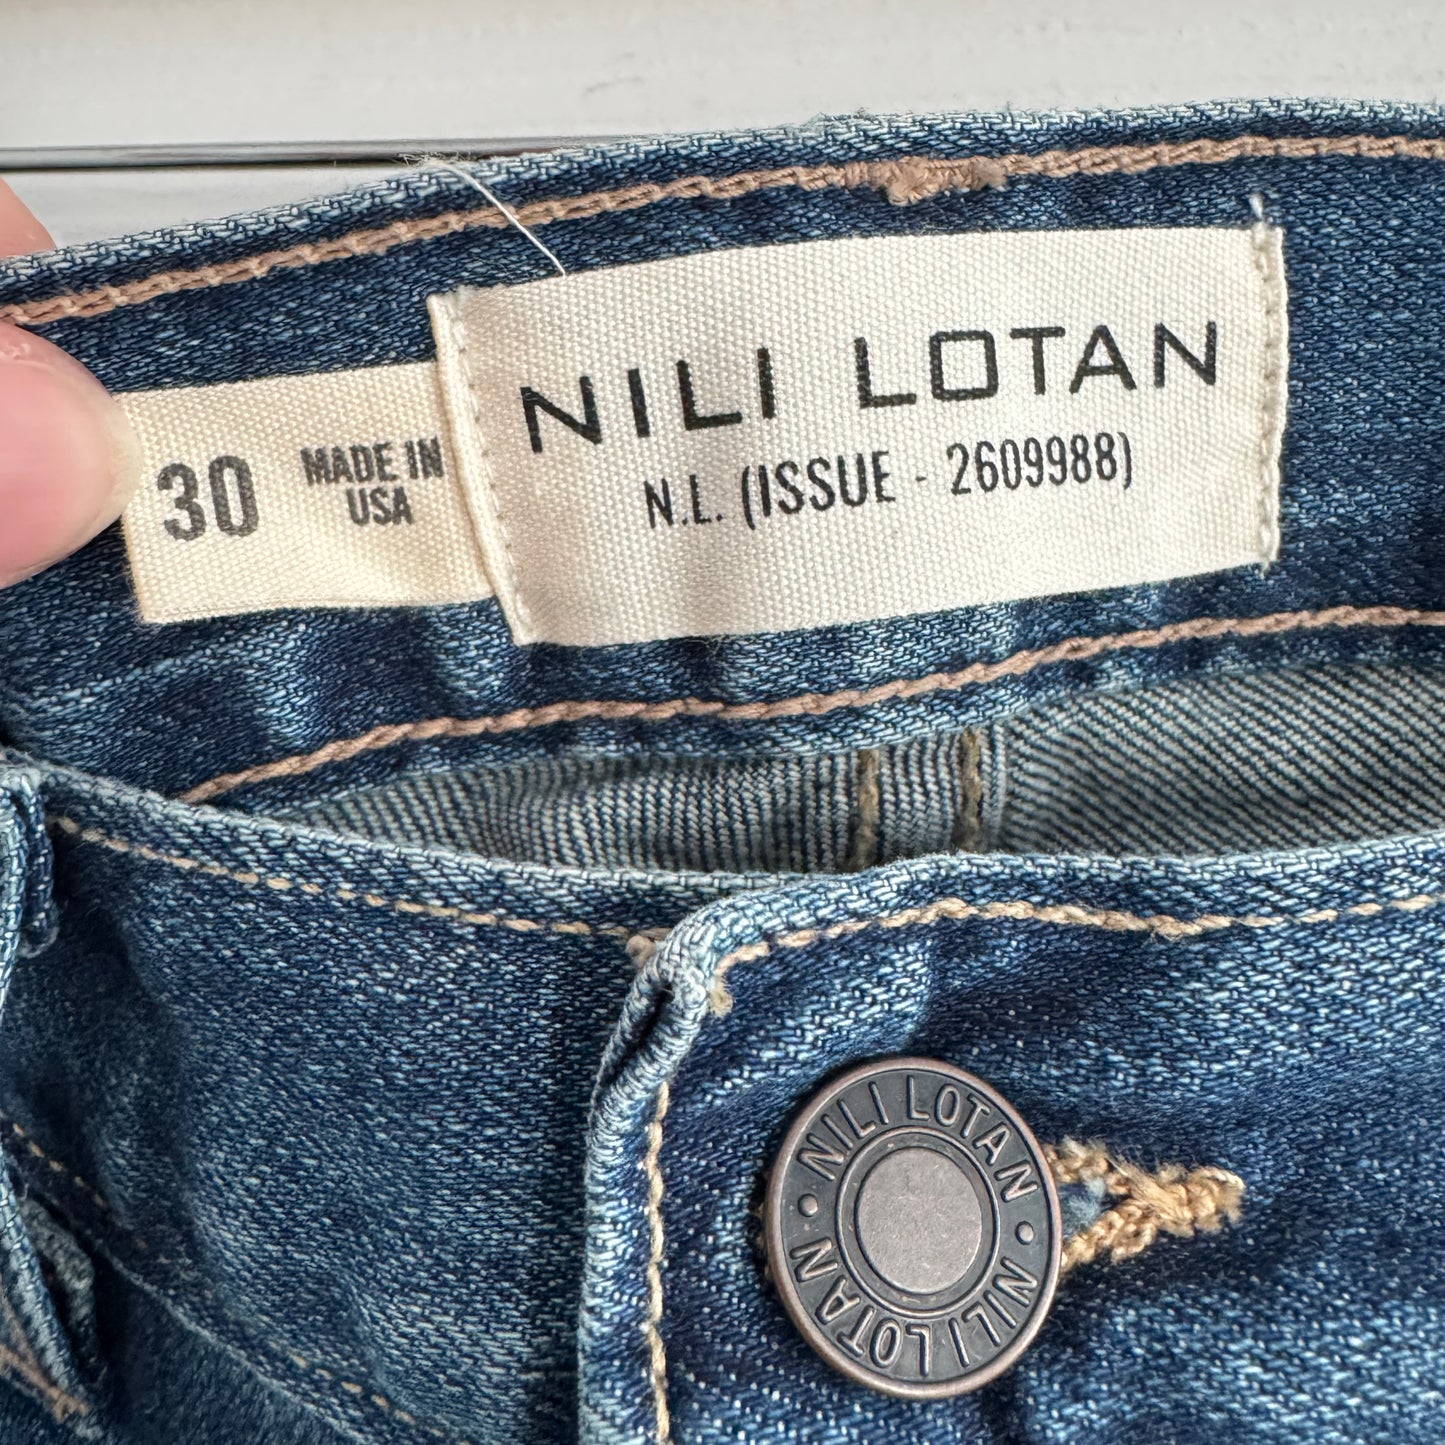 NILI LOTAN
N.L. (ISSUE - 2609988)
30
MADE IN
USA
NILI LOTAN • NILI LOTAN •